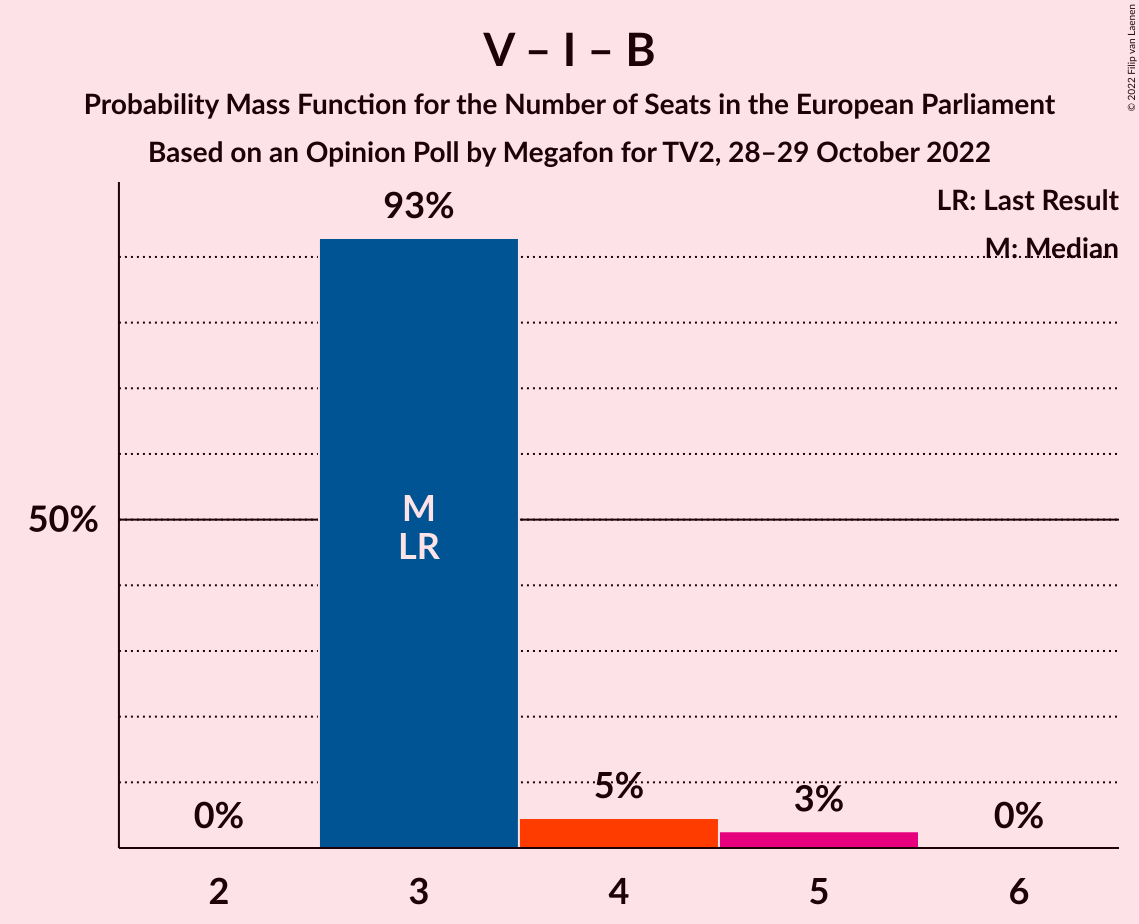 V – I – B
Probability Mass Function for the Number of Seats in the European Parliament
Based on an Opinion Poll by Megafon for TV2, 28–29 October 2022
© 2022 Filip van Laenen
LR: Last Result
M: Median
93%
50%
M
LR
0%
5%
3%
0%
2
3
4
5
6